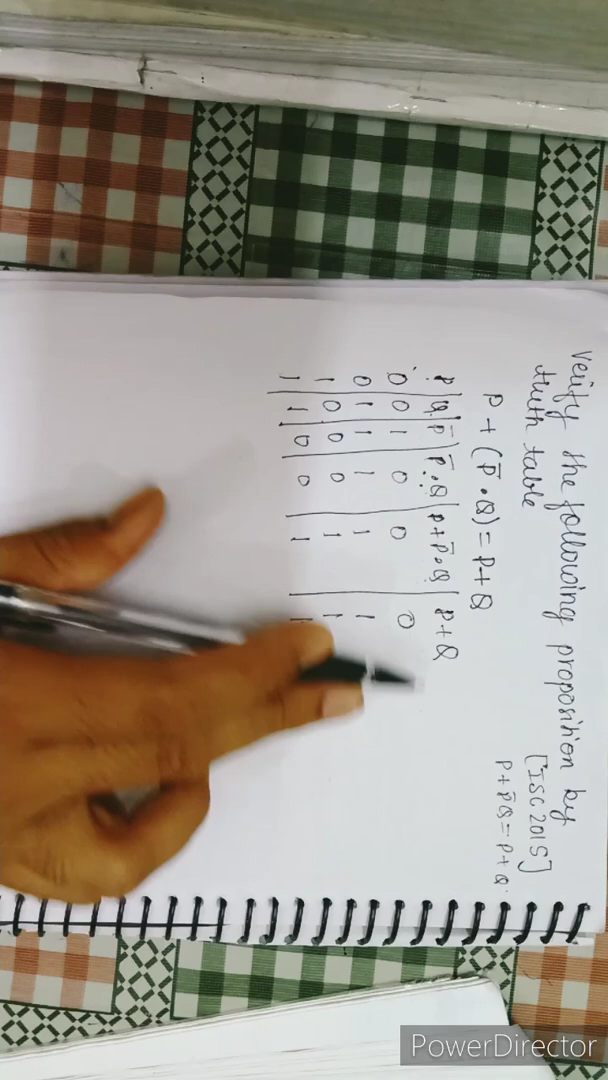 Verify the following proposition by
truth table [ISC 2015]
P + (P̄ • Q) = P + Q
P + P̄Q = P + Q
P | Q | P̄ | P̄ • Q | P + P̄ • Q | P + Q
0 | 0 | 1 | 0 | 0 | 0
0 | 1 | 1 | 1 | 1 | 1
1 | 0 | 0 | 0 | 1 | 1
1 | 1 | 0 | 0 | 1 | 1
PowerDirector